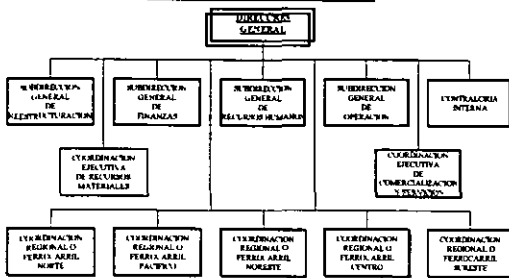 DIRECCION
GENERAL
SUBDIRECCION
GENERAL
DE
REESTRUCTURACION
SUBDIRECCION
GENERAL
DE
FINANZAS
SUBDIRECCION
GENERAL
DE
RECURSOS HUMANOS
SUBDIRECCION
GENERAL
DE
OPERACION
CONTRALORIA
INTERNA
COORDINACION
EJECUTIVA
DE RECURSOS
MATERIALES
COORDINACION
EJECUTIVA
DE
COMERCIALIZACION
Y SERVICIOS
COORDINACION
REGIONAL O
FERROCARRIL
NORTE
COORDINACION
REGIONAL O
FERROCARRIL
PACIFICO
COORDINACION
REGIONAL O
FERROCARRIL
NORESTE
COORDINACION
REGIONAL O
FERROCARRIL
CENTRO
COORDINACION
REGIONAL O
FERROCARRIL
SURESTE